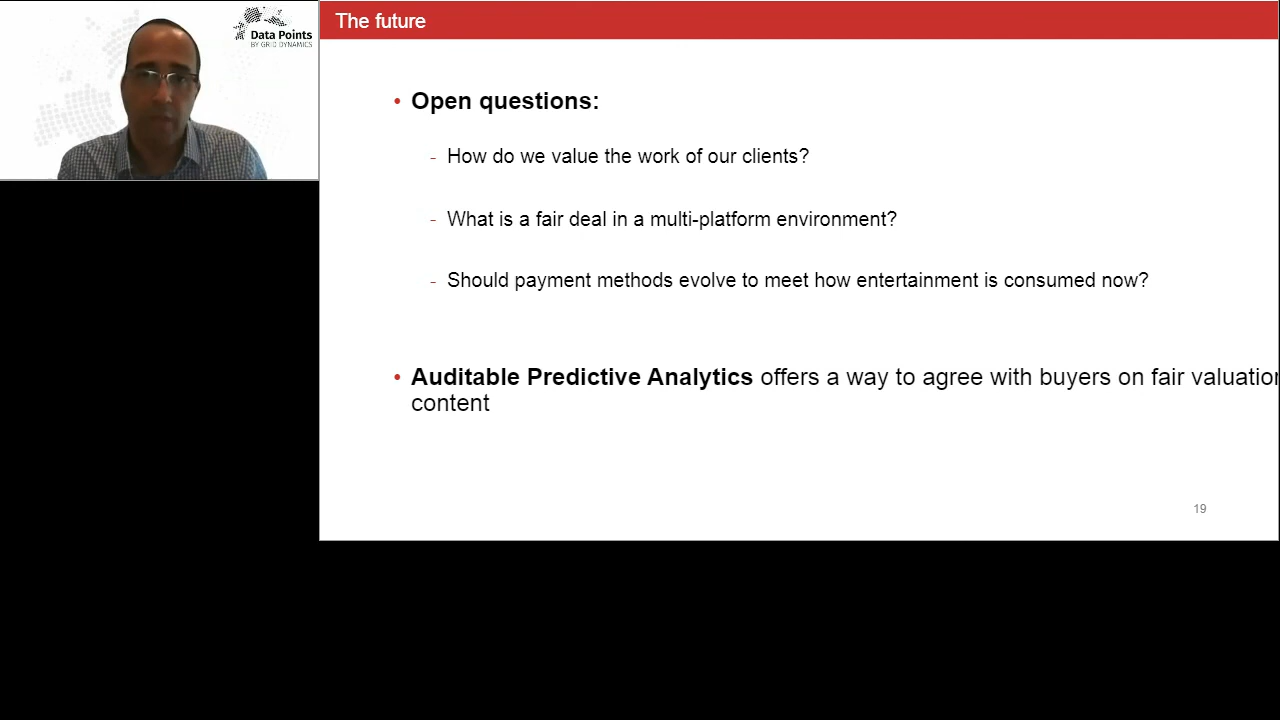 Data Points
BY GRID DYNAMICS
The future
• Open questions:
- How do we value the work of our clients?
- What is a fair deal in a multi-platform environment?
- Should payment methods evolve to meet how entertainment is consumed now?
• Auditable Predictive Analytics offers a way to agree with buyers on fair
content
19